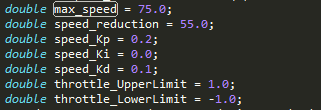 double max_speed = 75.0;
double speed_reduction = 55.0;
double speed_Kp = 0.2;
double speed_Ki = 0.0;
double speed_Kd = 0.1;
double throttle_UpperLimit = 1.0;
double throttle_LowerLimit = -1.0;